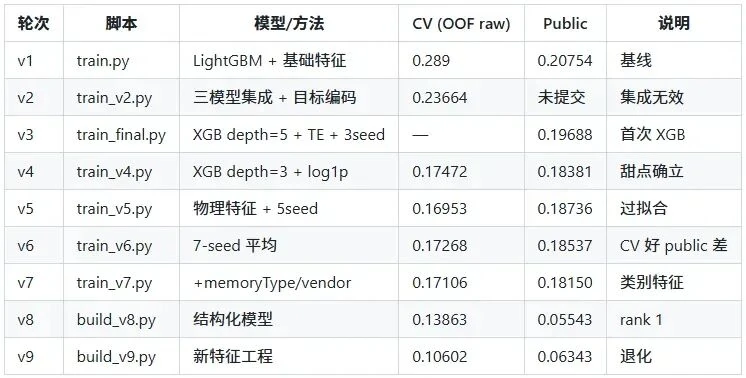 轮次 脚本 模型/方法 CV (OOF raw) Public 说明
v1 train.py LightGBM + 基础特征 0.289 0.20754 基线
v2 train_v2.py 三模型集成 + 目标编码 0.23664 未提交 集成无效
v3 train_final.py XGB depth=5 + TE + 3seed — 0.19688 首次 XGB
v4 train_v4.py XGB depth=3 + log1p 0.17472 0.18381 甜点确立
v5 train_v5.py 物理特征 + 5seed 0.16953 0.18736 过拟合
v6 train_v6.py 7-seed 平均 0.17268 0.18537 CV 好 public 差
v7 train_v7.py +memoryType/vendor 0.17106 0.18150 类别特征
v8 build_v8.py 结构化模型 0.13863 0.05543 rank 1
v9 build_v9.py 新特征工程 0.10602 0.06343 退化